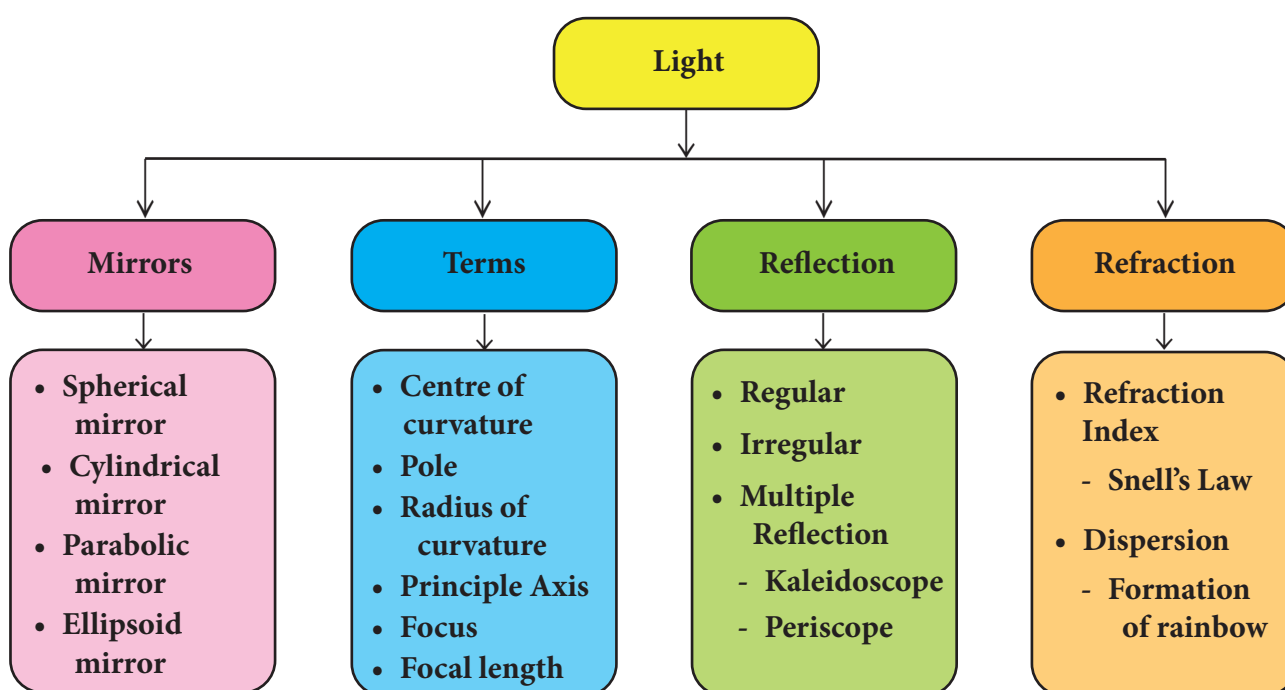 Light
Mirrors
Terms
Reflection
Refraction
• Spherical
mirror
• Cylindrical
mirror
• Parabolic
mirror
• Ellipsoid
mirror
• Centre of
curvature
• Pole
• Radius of
curvature
• Principle Axis
• Focus
• Focal length
• Regular
• Irregular
• Multiple
Reflection
- Kaleidoscope
- Periscope
• Refraction
Index
- Snell’s Law
• Dispersion
- Formation
of rainbow